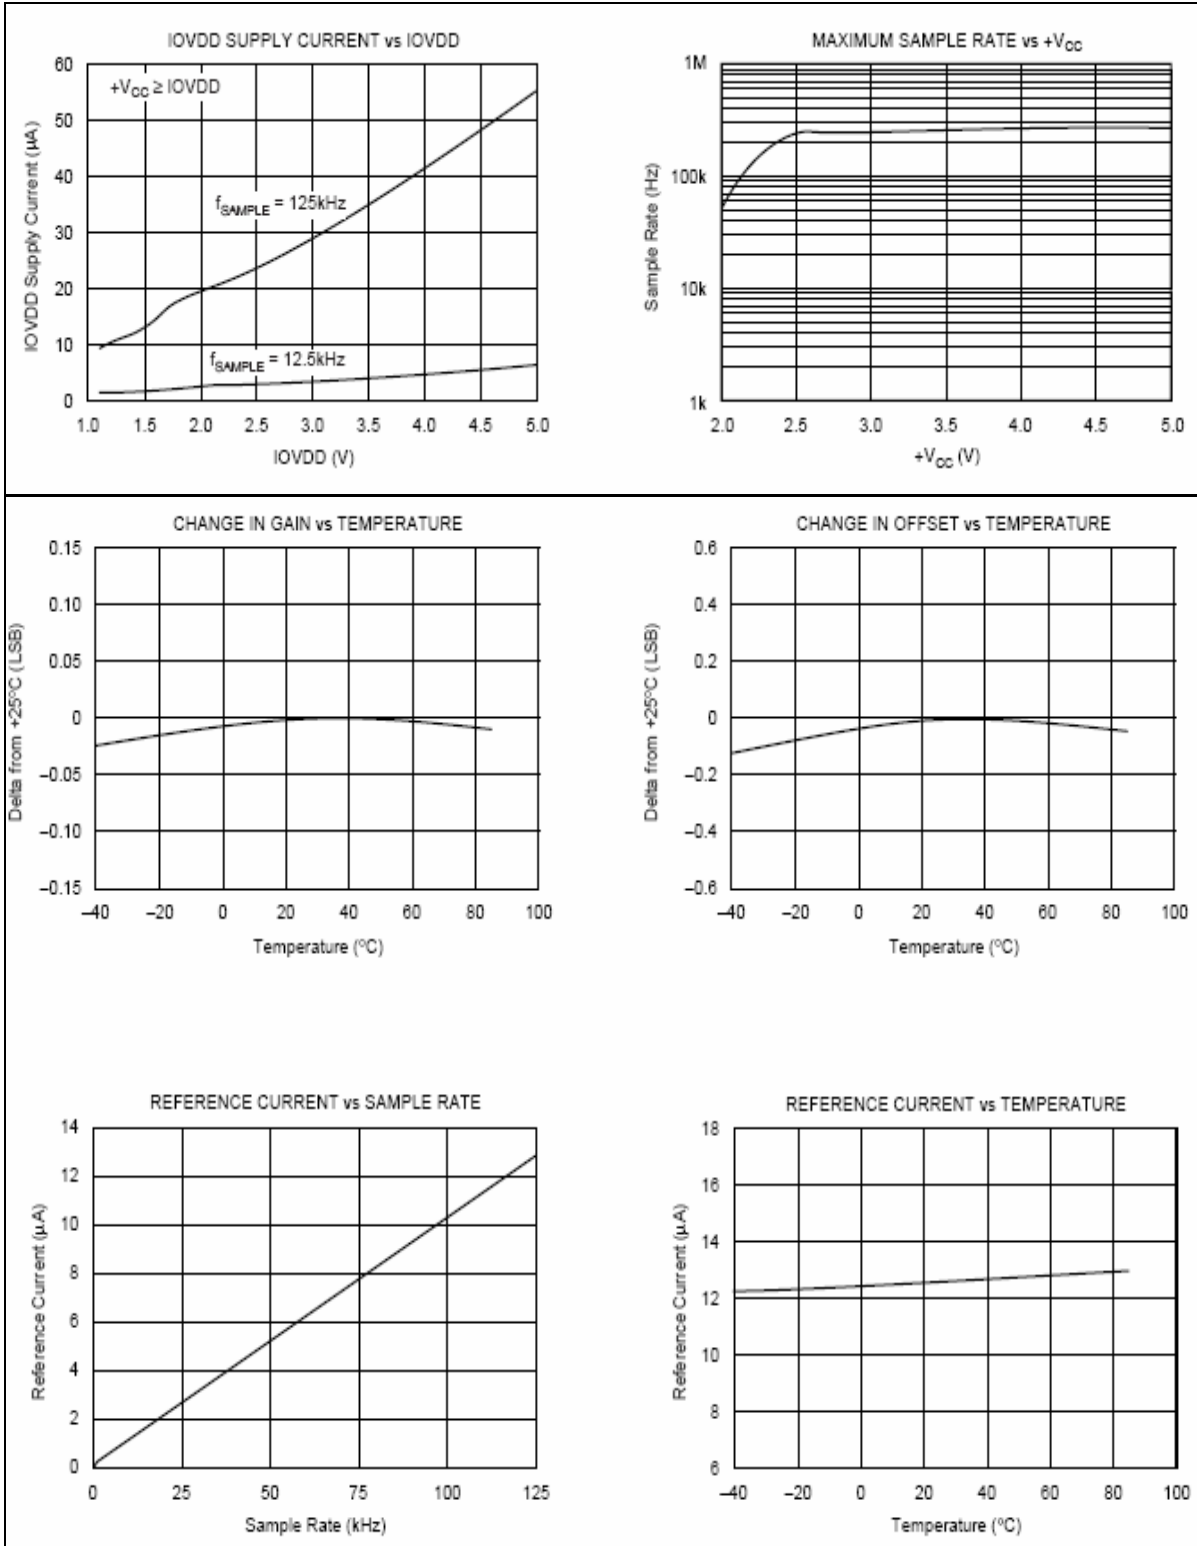 IOVDD SUPPLY CURRENT vs IOVDD
60
50
40
30
20
10
0
IOVDD Supply Current (µA)
+VCC ≥ IOVDD
fSAMPLE = 125kHz
fSAMPLE = 12.5kHz
1.0 1.5 2.0 2.5 3.0 3.5 4.0 4.5 5.0
IOVDD (V)
MAXIMUM SAMPLE RATE vs +VCC
1M
100k
10k
1k
Sample Rate (Hz)
2.0 2.5 3.0 3.5 4.0 4.5 5.0
+VCC (V)
CHANGE IN GAIN vs TEMPERATURE
0.15
0.10
0.05
0
–0.05
–0.10
–0.15
Delta from +25°C (LSB)
–40 –20 0 20 40 60 80 100
Temperature (°C)
CHANGE IN OFFSET vs TEMPERATURE
0.6
0.4
0.2
0
–0.2
–0.4
–0.6
Delta from +25°C (LSB)
–40 –20 0 20 40 60 80 100
Temperature (°C)
REFERENCE CURRENT vs SAMPLE RATE
14
12
10
8
6
4
2
0
Reference Current (µA)
0 25 50 75 100 125
Sample Rate (kHz)
REFERENCE CURRENT vs TEMPERATURE
18
16
14
12
10
8
6
Reference Current (µA)
–40 –20 0 20 40 60 80 100
Temperature (°C)